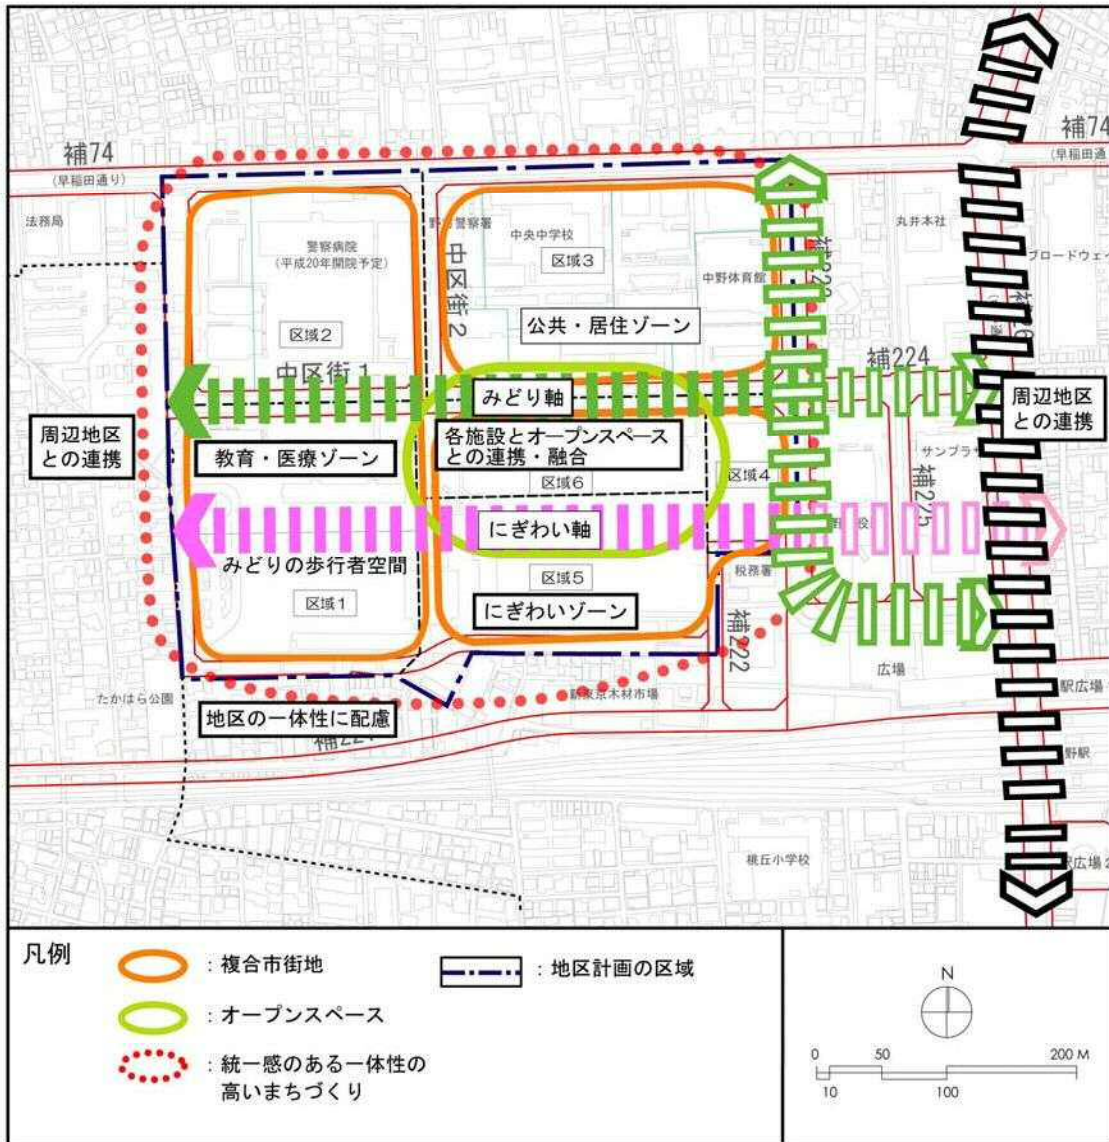 補74
(早稲田通り)
補74
(早稲田通
法務局
警察病院
(平成20年開院予定)
野方警察署
中央中学校
区域3
中野体育館
丸井本社
ブロードウェイ
中区街2
公共・居住ゾーン
区域2
中区街1
補224
みどり軸
周辺地区
との連携
周辺地区
との連携
教育・医療ゾーン
各施設とオープンスペース
との連携・融合
区域6
区域4
サンプラザ
補225
にぎわい軸
みどりの歩行者空間
区域1
区域5
税務署
にぎわいゾーン
補222
広場
たかはら公園
地区の一体性に配慮
新東京木材市場
駅広場
野駅
桃丘小学校
駅広場2
凡例
:複合市街地
:地区計画の区域
:オープンスペース
:統一感のある一体性の
高いまちづくり
N
0 50 200 M
10 100